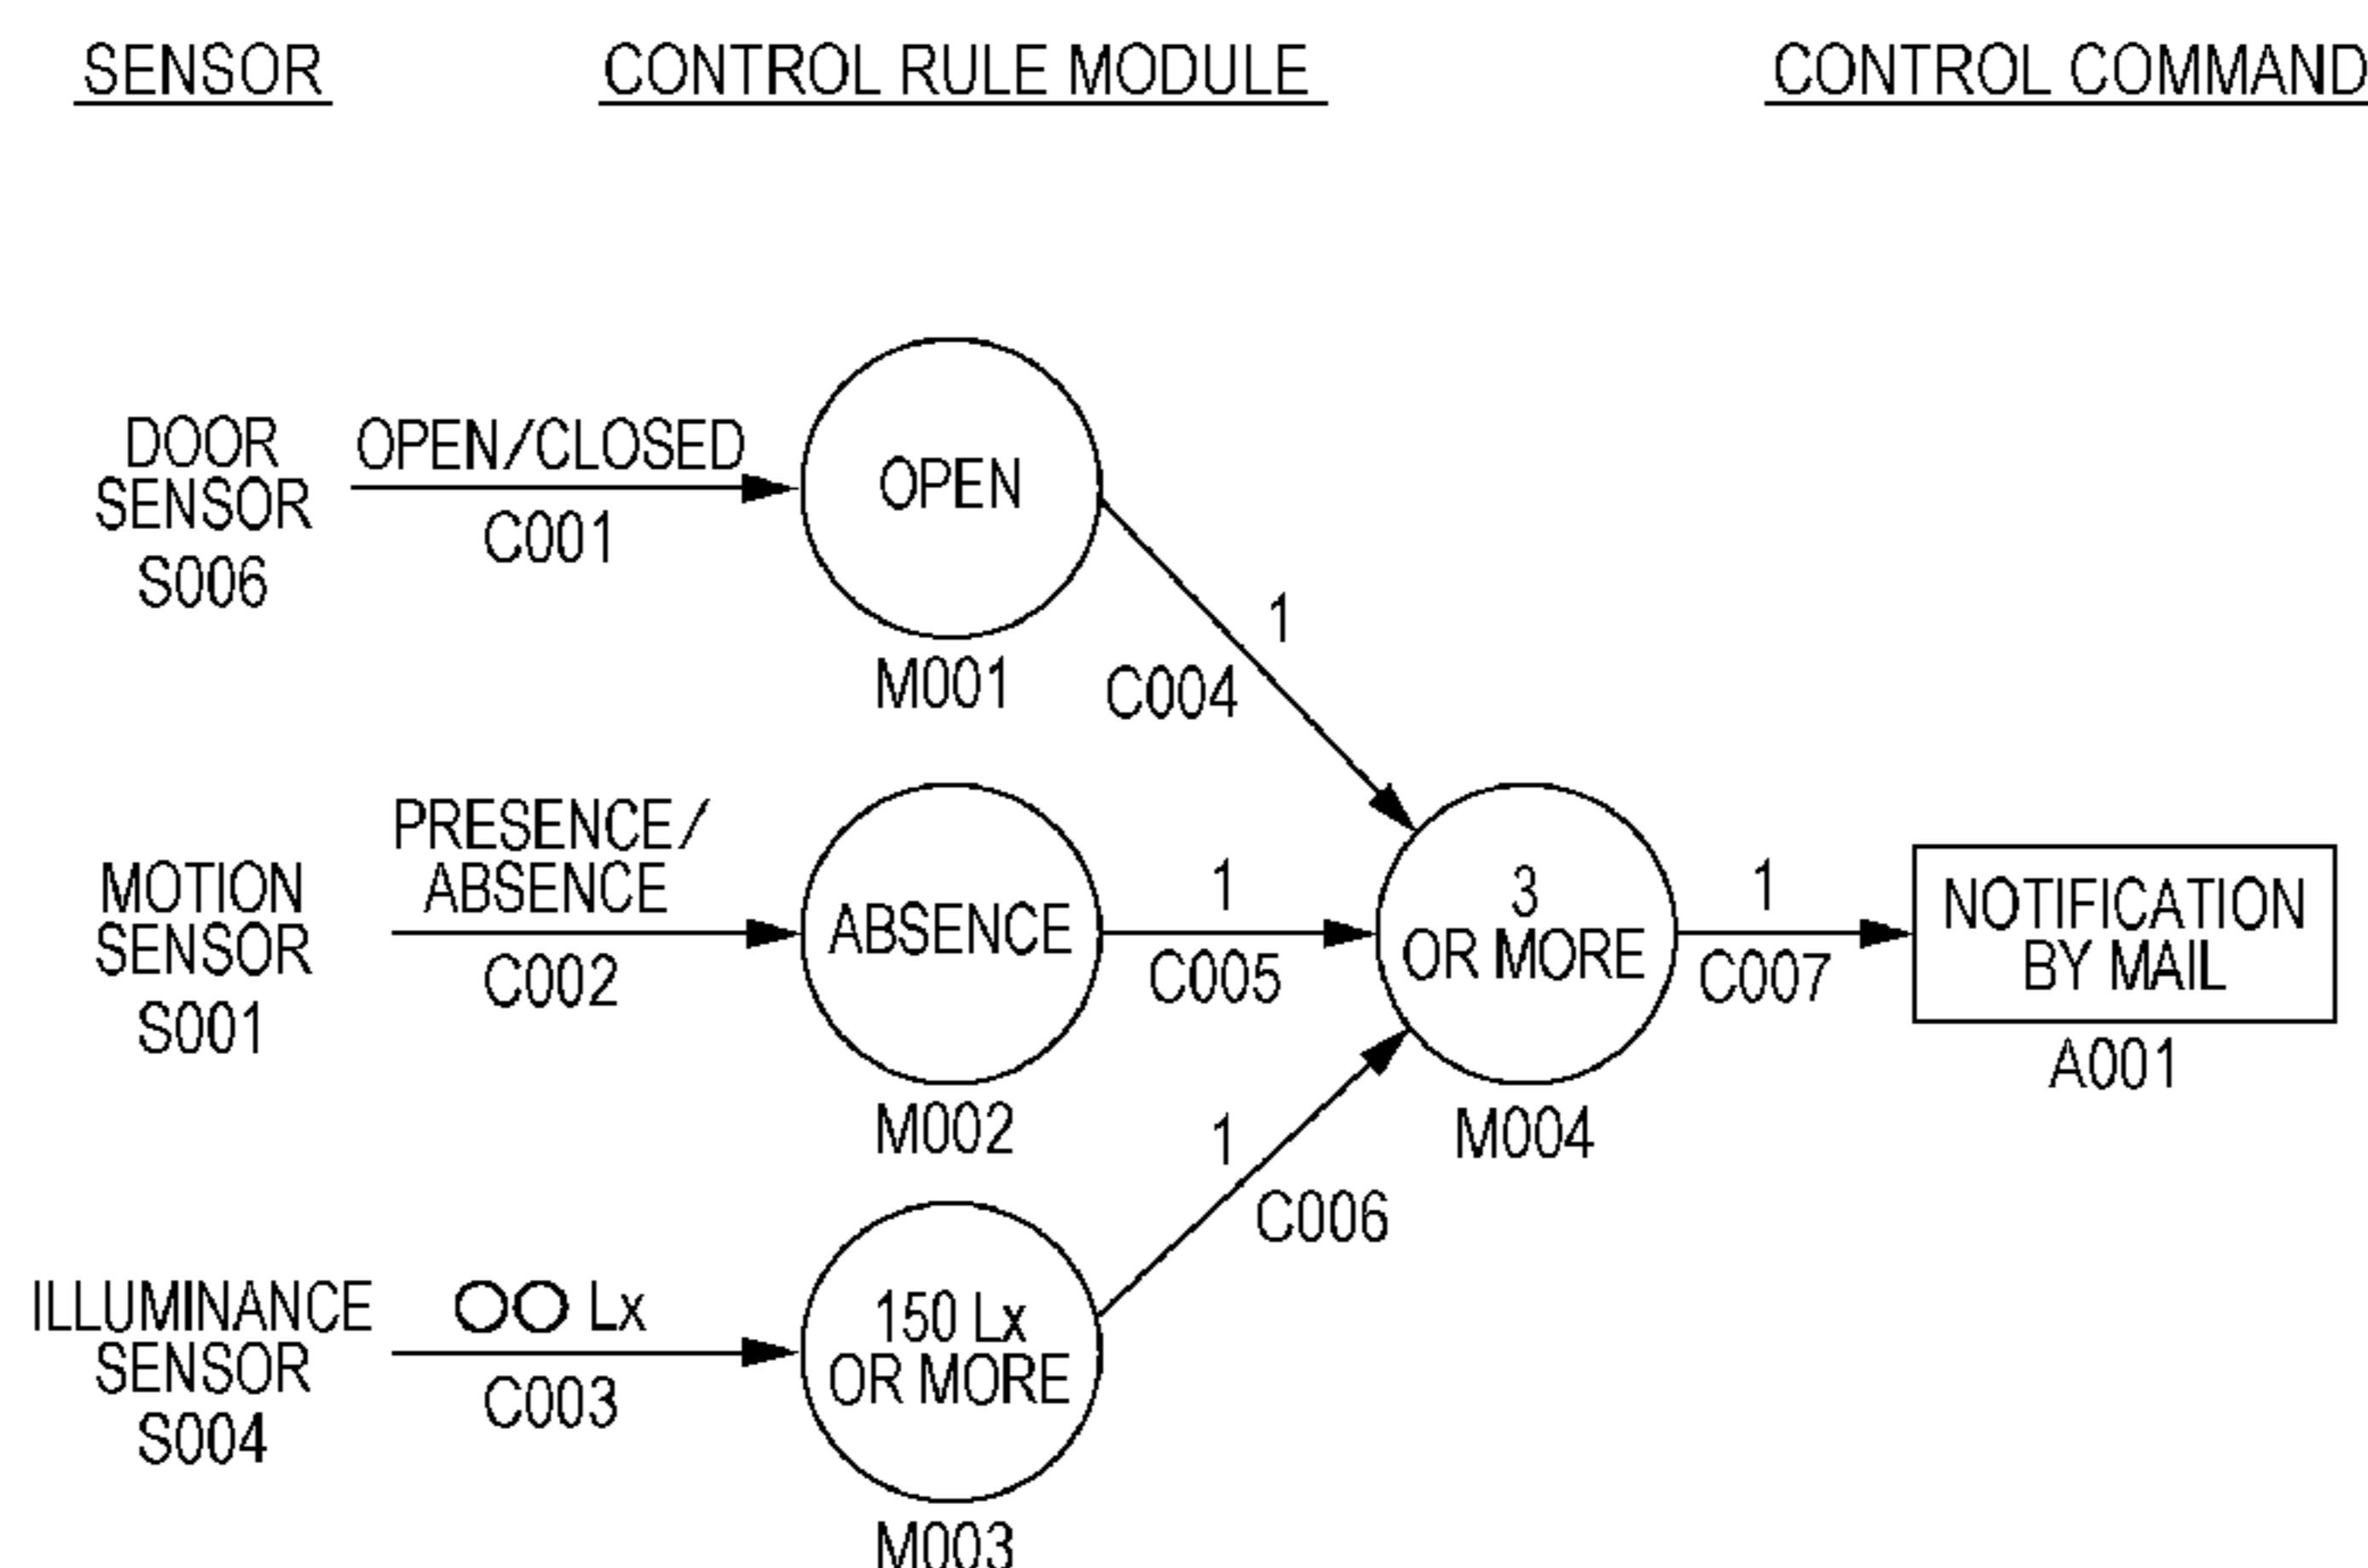 SENSOR
CONTROL RULE MODULE
CONTROL COMMAND
DOOR
SENSOR
S006
OPEN/CLOSED
C001
OPEN
M001
1
C004
MOTION
SENSOR
S001
PRESENCE/
ABSENCE
C002
ABSENCE
M002
1
C005
3
OR MORE
M004
1
C007
NOTIFICATION
BY MAIL
A001
ILLUMINANCE
SENSOR
S004
○○ Lx
C003
150 Lx
OR MORE
M003
1
C006